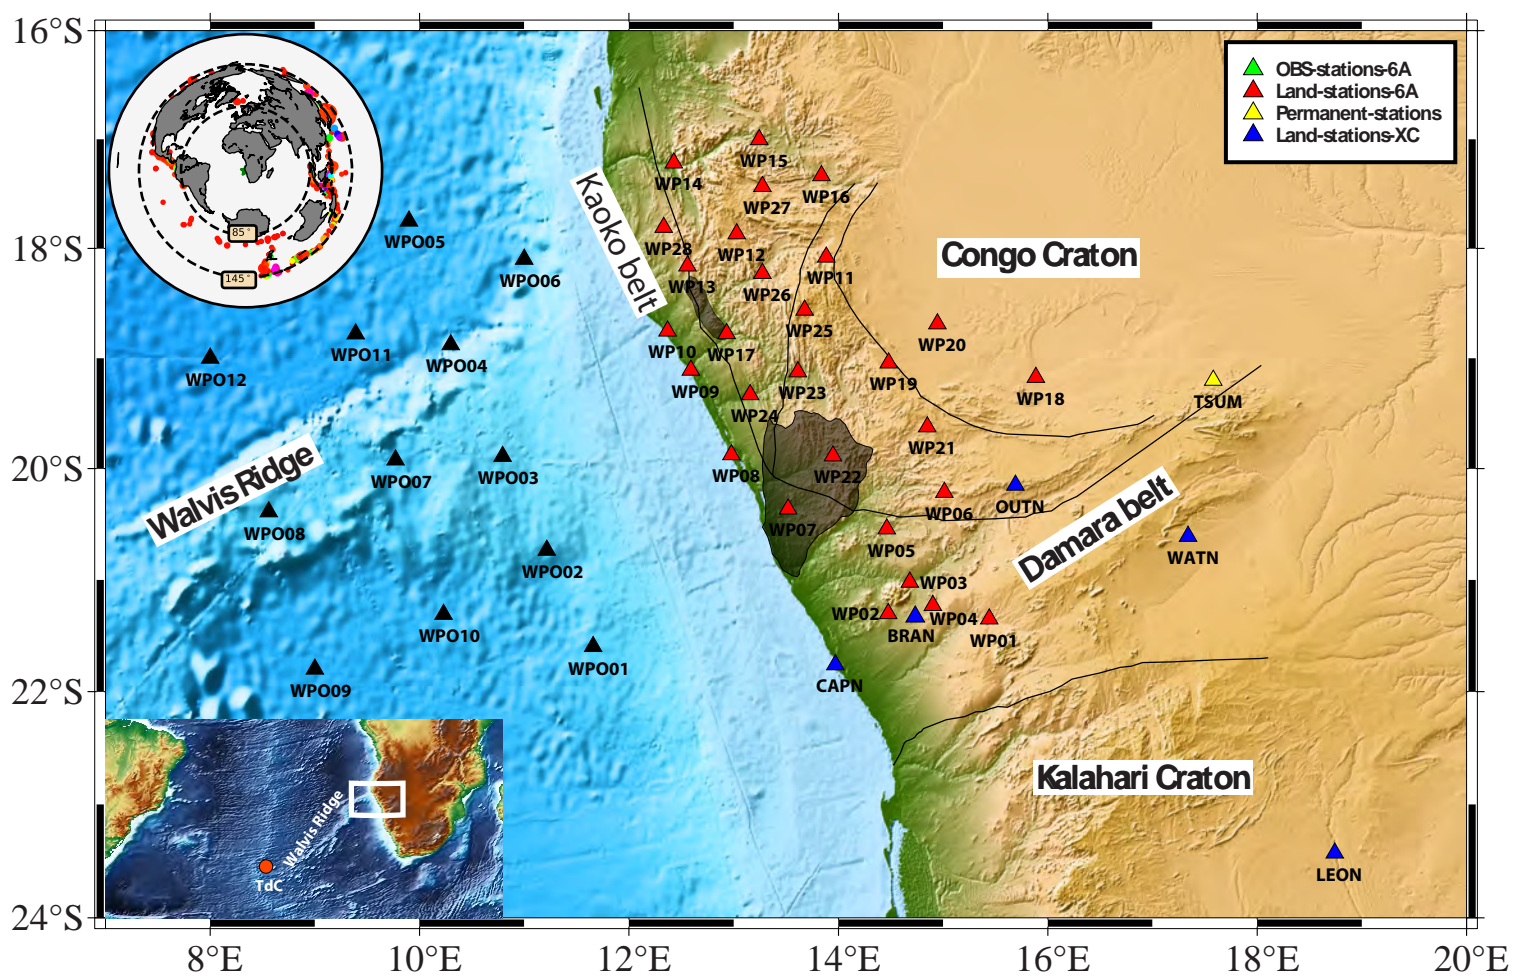 16°S
18°S
20°S
22°S
24°S
8°E
10°E
12°E
14°E
16°E
18°E
20°E
85°
145°
OBS-stations-6A
Land-stations-6A
Permanent-stations
Land-stations-XC
Kaoko belt
Congo Craton
Walvis Ridge
Damara belt
Kalahari Craton
WP15
WP14
WP16
WP27
WPO05
WP28
WP12
WP11
WPO06
WP13
WP26
WP25
WP20
WPO11
WPO04
WP10
WP17
WPO12
WP09
WP23
WP19
WP18
TSUM
WP24
WP21
WPO07
WPO03
WP08
WP22
OUTN
WP06
WPO08
WP07
WP05
WATN
WPO02
WP03
WP02
WP04
WPO10
BRAN
WP01
WPO01
CAPN
WPO09
LEON
Walvis Ridge
TdC